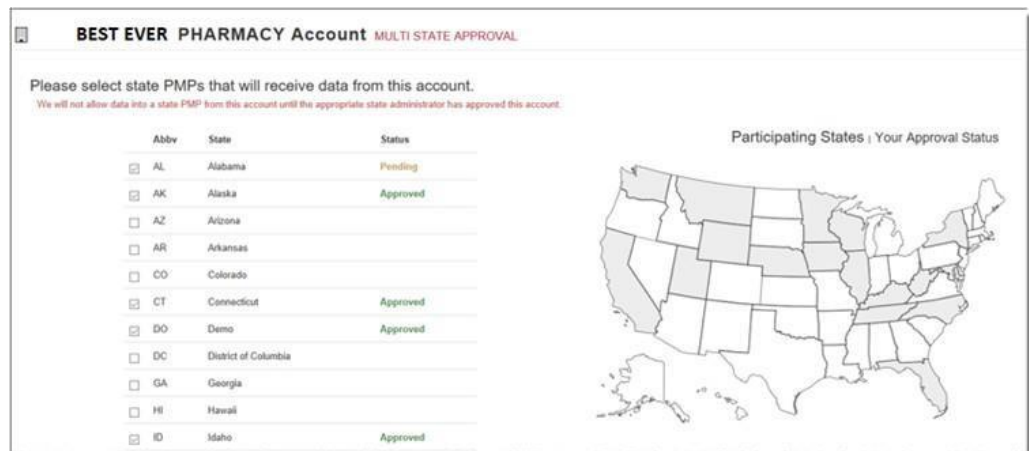 BEST EVER PHARMACY Account MULTI STATE APPROVAL
Please select state PMPs that will receive data from this account.
We will not allow data into a state PMP from this account until the appropriate state administrator has approved this account.
Abbv State Status
AL Alabama Pending
AK Alaska Approved
AZ Arizona
AR Arkansas
CO Colorado
CT Connecticut Approved
DO Demo Approved
DC District of Columbia
GA Georgia
HI Hawaii
ID Idaho Approved
Participating States | Your Approval Status